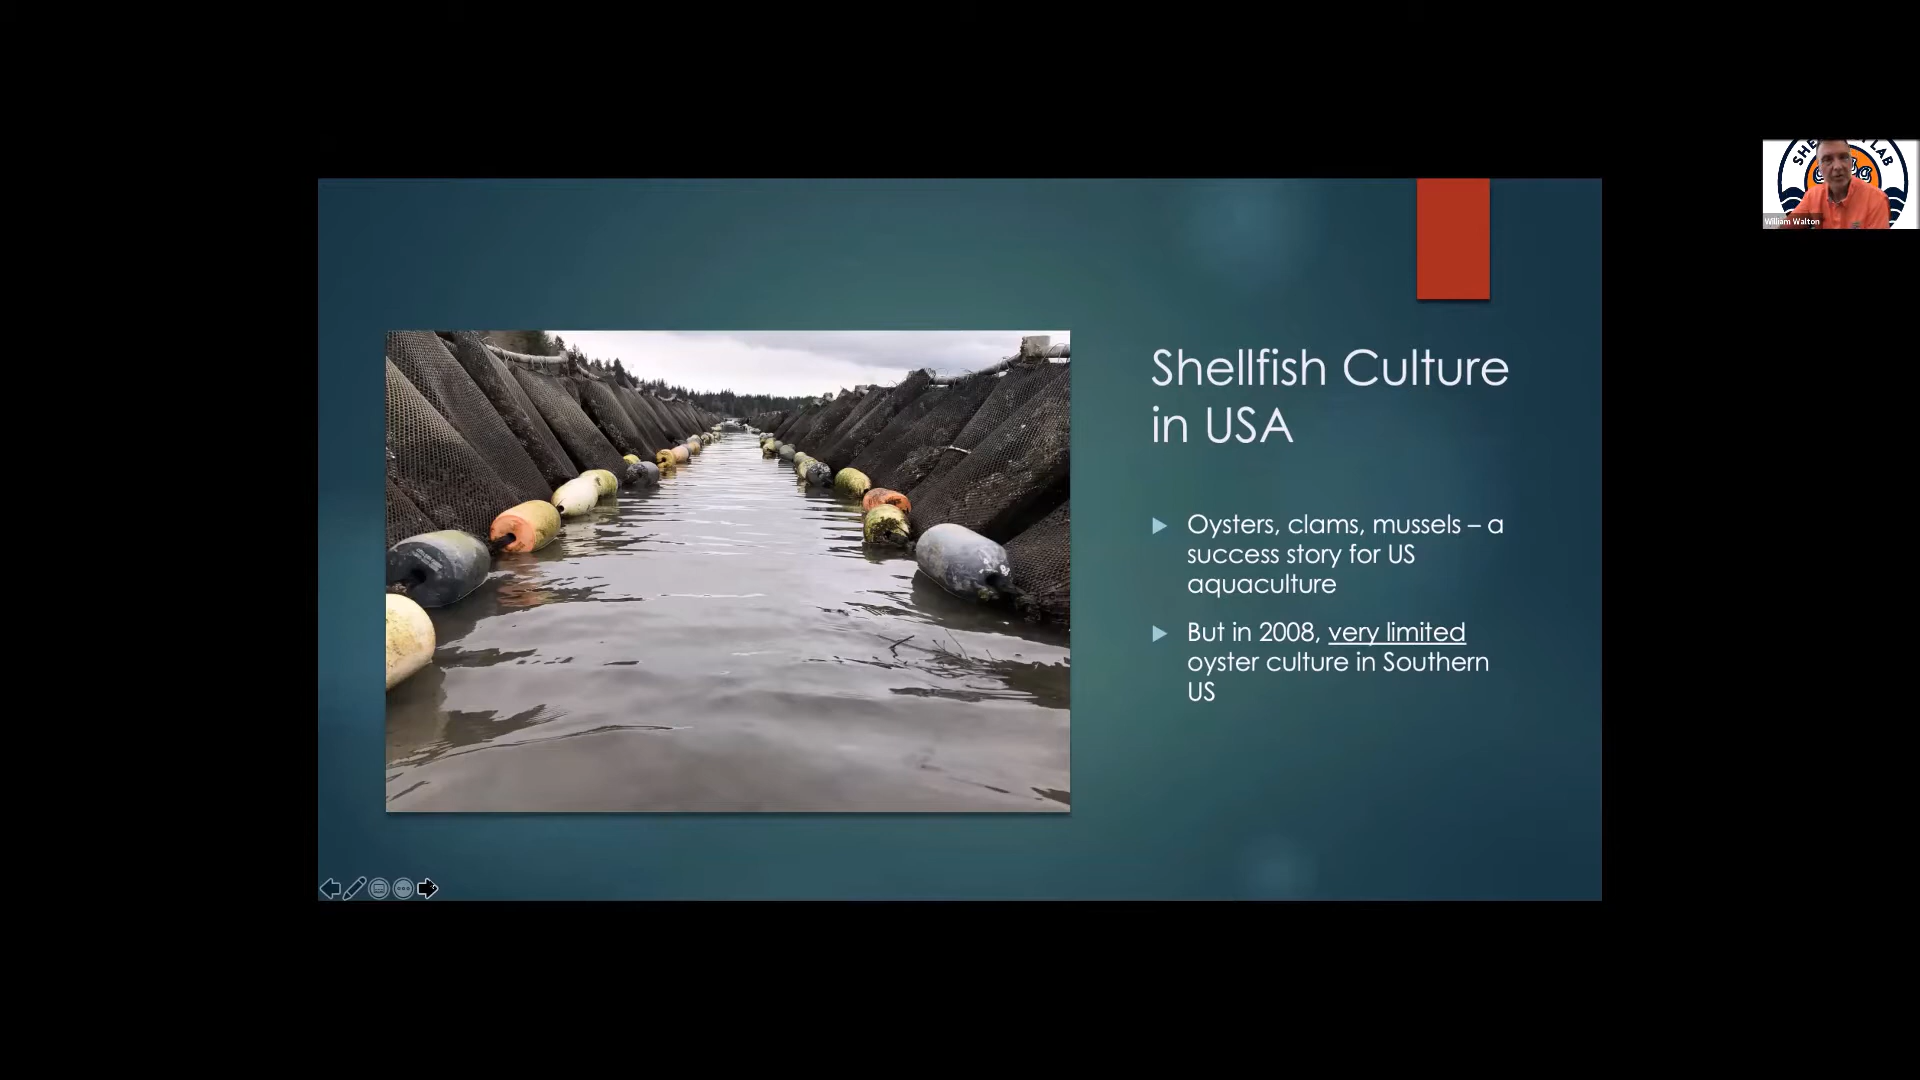 Shellfish Culture
in USA
Oysters, clams, mussels – a
success story for US
aquaculture
But in 2008, very limited
oyster culture in Southern
US
LAB
William Walton